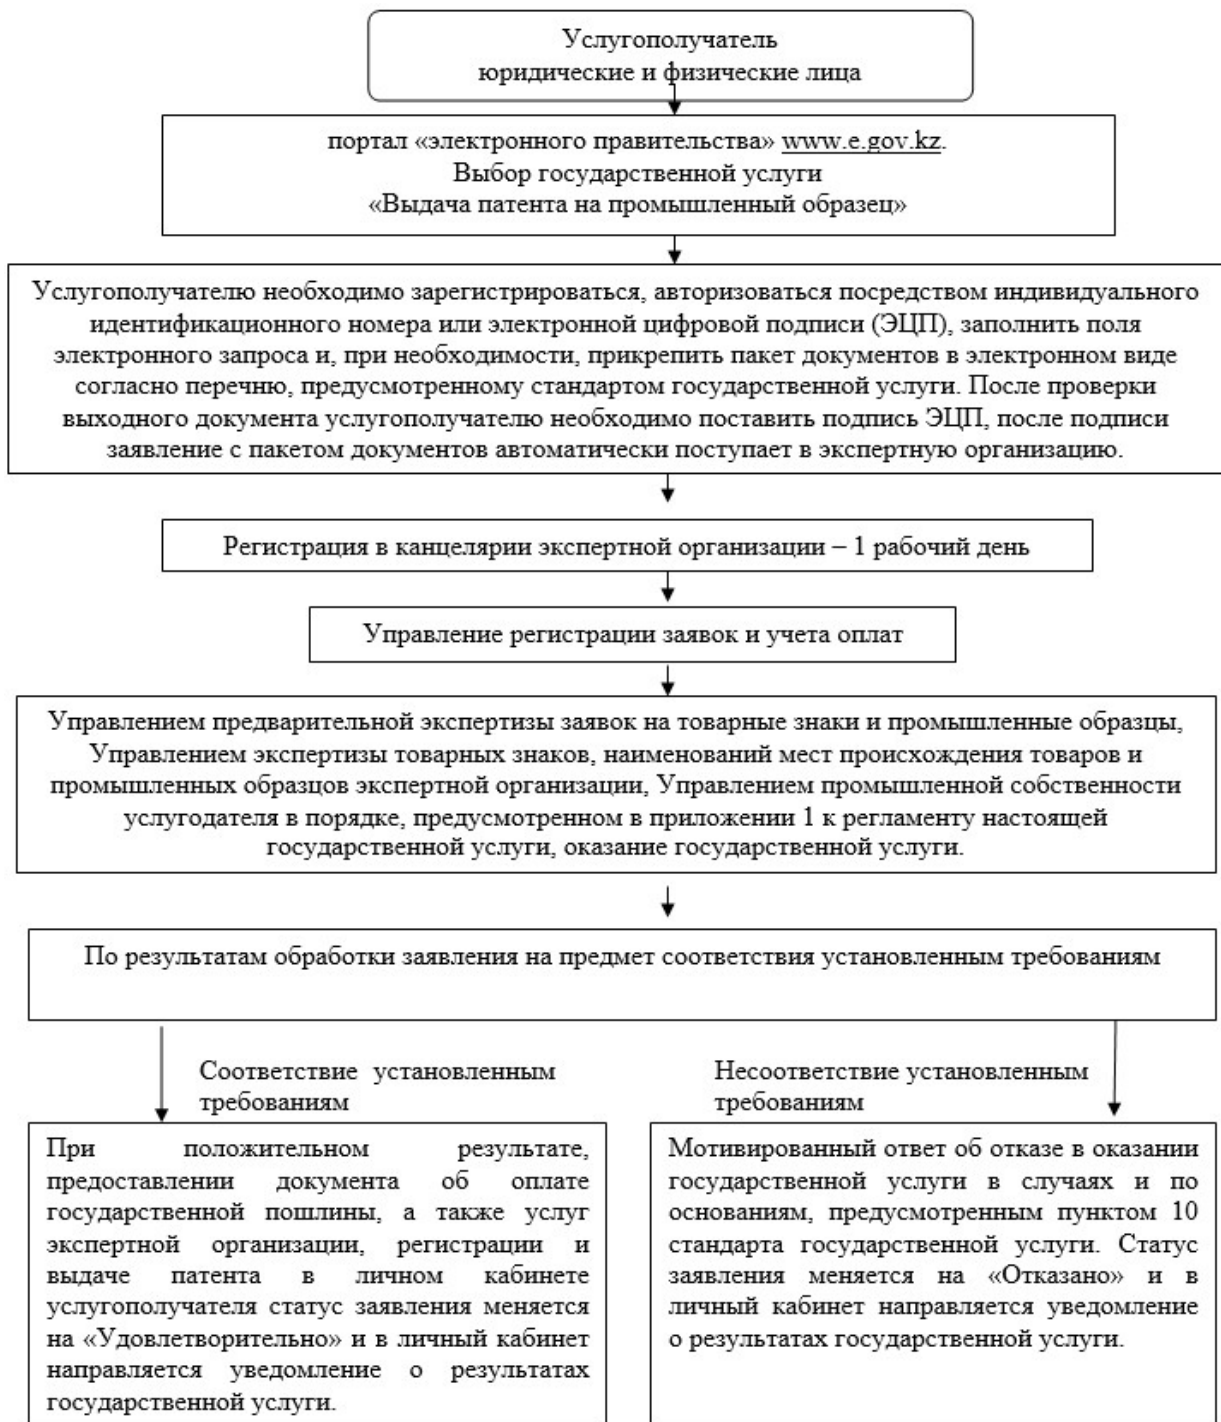 Услугополучатель
юридические и физические лица
портал «электронного правительства» www.e.gov.kz.
Выбор государственной услуги
«Выдача патента на промышленный образец»
Услугополучателю необходимо зарегистрироваться, авторизоваться посредством индивидуального
идентификационного номера или электронной цифровой подписи (ЭЦП), заполнить поля
электронного запроса и, при необходимости, прикрепить пакет документов в электронном виде
согласно перечню, предусмотренному стандартом государственной услуги. После проверки
выходного документа услугополучателю необходимо поставить подпись ЭЦП, после подписи
заявление с пакетом документов автоматически поступает в экспертную организацию.
Регистрация в канцелярии экспертной организации – 1 рабочий день
Управление регистрации заявок и учета оплат
Управлением предварительной экспертизы заявок на товарные знаки и промышленные образцы,
Управлением экспертизы товарных знаков, наименований мест происхождения товаров и
промышленных образцов экспертной организации, Управлением промышленной собственности
услугодателя в порядке, предусмотренном в приложении 1 к регламенту настоящей
государственной услуги, оказание государственной услуги.
По результатам обработки заявления на предмет соответствия установленным требованиям
Соответствие установленным
требованиям
При положительном результате,
предоставлении документа об оплате
государственной пошлины, а также услуг
экспертной организации, регистрации и
выдаче патента в личном кабинете
услугополучателя статус заявления меняется
на «Удовлетворительно» и в личный кабинет
направляется уведомление о результатах
государственной услуги.
Несоответствие установленным
требованиям
Мотивированный ответ об отказе в оказании
государственной услуги в случаях и по
основаниям, предусмотренным пунктом 10
стандарта государственной услуги. Статус
заявления меняется на «Отказано» и в
личный кабинет направляется уведомление
о результатах государственной услуги.